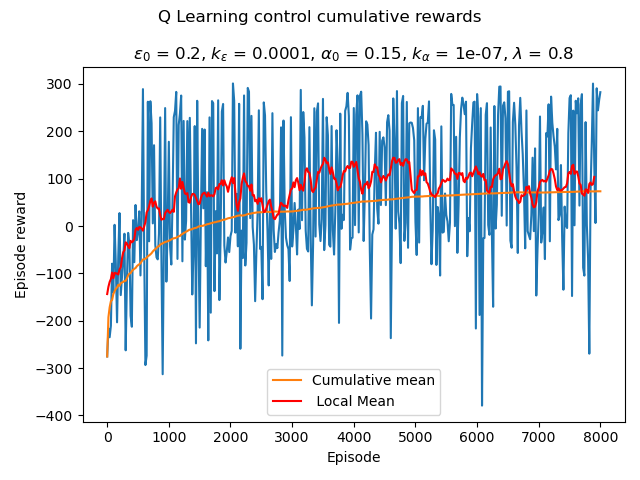 Q Learning control cumulative rewards
ε₀ = 0.2, kε = 0.0001, α₀ = 0.15, kα = 1e-07, λ = 0.8
Episode reward
300
200
100
0
−100
−200
−300
−400
Cumulative mean
Local Mean
0 1000 2000 3000 4000 5000 6000 7000 8000
Episode